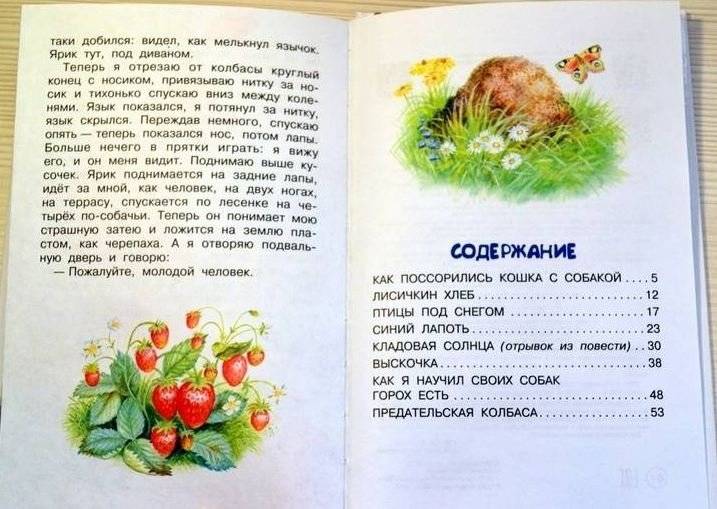 таки добился: видел, как мелькнул язычок.
Ярик тут, под диваном.
Теперь я отрезаю от колбасы круглый
конец с носиком, привязываю нитку за но-
сик и тихонько спускаю вниз между коле-
нями. Язык показался, я потянул за нитку,
язык скрылся. Переждав немного, спускаю
опять — теперь показался нос, потом лапы.
Больше нечего в прятки играть: я вижу
его, и он меня видит. Поднимаю выше ку-
сочек. Ярик поднимается на задние лапы,
идёт за мной, как человек, на двух ногах,
на террасу, спускается по лесенке на че-
тырёх по-собачьи. Теперь он понимает мою
страшную затею и ложится на землю пла-
стом, как черепаха. А я отворяю подваль-
ную дверь и говорю:
— Пожалуйте, молодой человек.
СОДЕРЖАНИЕ
КАК ПОССОРИЛИСЬ КОШКА С СОБАКОЙ .... 5
ЛИСИЧКИН ХЛЕБ ........................ 12
ПТИЦЫ ПОД СНЕГОМ .................... 17
СИНИЙ ЛАПОТЬ ......................... 23
КЛАДОВАЯ СОЛНЦА (отрывок из повести) .. 30
ВЫСКОЧКА ............................. 38
КАК Я НАУЧИЛ СВОИХ СОБАК
ГОРОХ ЕСТЬ ........................... 48
ПРЕДАТЕЛЬСКАЯ КОЛБАСА ................ 53